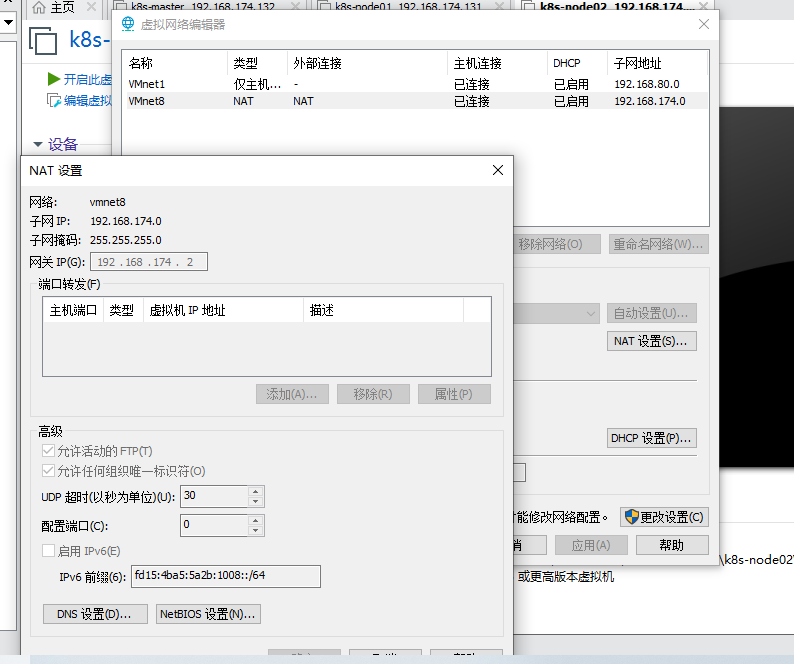 主页
k8s-master_192.168.174.132
k8s-node01_192.168.174.131
k8s-node02_192.168.174....
k8s-
开启此虚
编辑虚拟
设备
虚拟网络编辑器
名称 类型 外部连接 主机连接 DHCP 子网地址
VMnet1 仅主机... - 已连接 已启用 192.168.80.0
VMnet8 NAT NAT 已连接 已启用 192.168.174.0
移除网络(O) 重命名网络(W)...
自动设置(U)...
NAT 设置(S)...
DHCP 设置(P)...
能修改网络配置。 更改设置(C)
应用(A) 帮助
\k8s-node02\
或更高版本虚拟机
NAT 设置
网络: vmnet8
子网 IP: 192.168.174.0
子网掩码: 255.255.255.0
网关 IP(G): 192 . 168 . 174 . 2
端口转发(F)
主机端口 类型 虚拟机 IP 地址 描述
添加(A)... 移除(R) 属性(P)
高级
允许活动的 FTP(T)
允许任何组织唯一标识符(O)
UDP 超时(以秒为单位)(U): 30
配置端口(C): 0
启用 IPv6(E)
IPv6 前缀(6): fd15:4ba5:5a2b:1008::/64
DNS 设置(D)... NetBIOS 设置(N)...